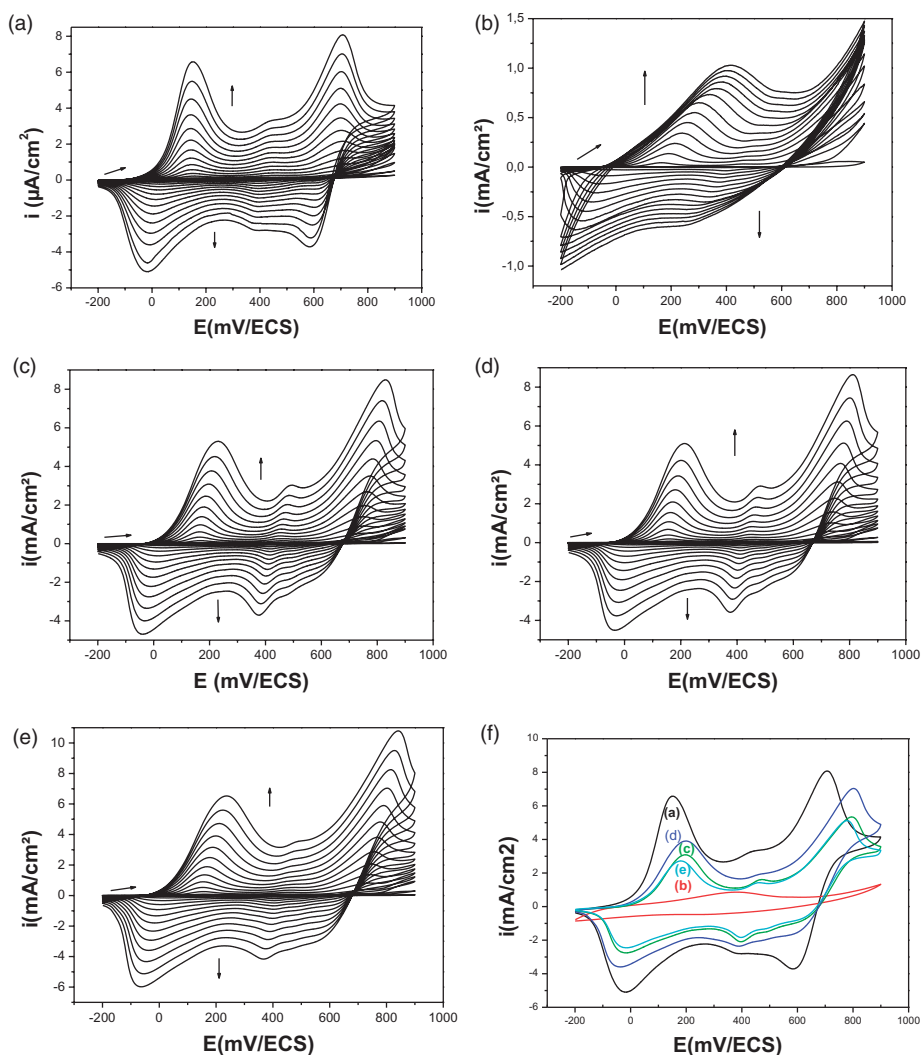 (a)
8
6
4
2
0
-2
-4
-6
i (µA/cm²)
-200 0 200 400 600 800 1000
E(mV/ECS)
(b)
1,5
1,0
0,5
0,0
-0,5
-1,0
i(mA/cm²)
-200 0 200 400 600 800 1000
E(mV/ECS)
(c)
8
6
4
2
0
-2
-4
i(mA/cm²)
-200 0 200 400 600 800 1000
E (mV/ECS)
(d)
8
6
4
2
0
-2
-4
i(mA/cm²)
-200 0 200 400 600 800 1000
E(mV/ECS)
(e)
10
8
6
4
2
0
-2
-4
-6
i(mA/cm²)
-200 0 200 400 600 800 1000
E(mV/ECS)
(f)
10
8
6
4
2
0
-2
-4
-6
i(mA/cm2)
(a)
(d)
(c)
(e)
(b)
-200 0 200 400 600 800 1000
E(mV/ECS)